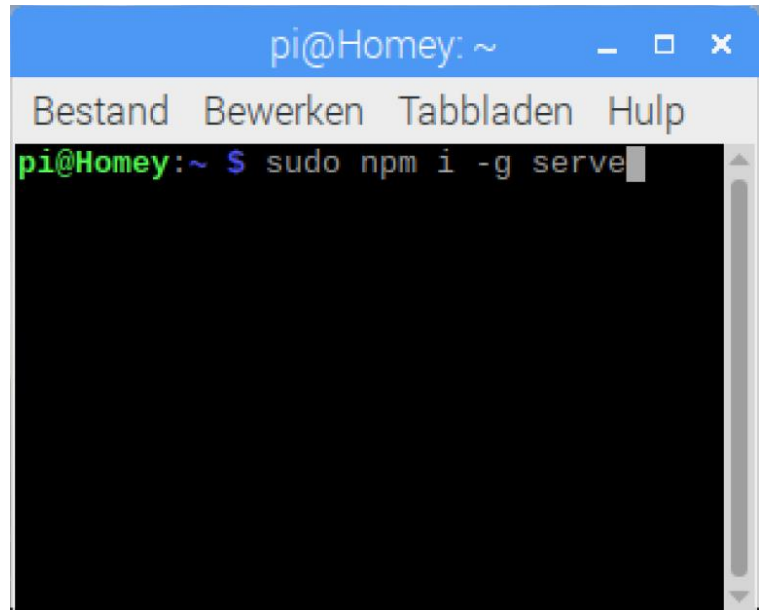 pi@Homey: ~
Bestand Bewerken Tabbladen Hulp
pi@Homey:~ $ sudo npm i -g serve